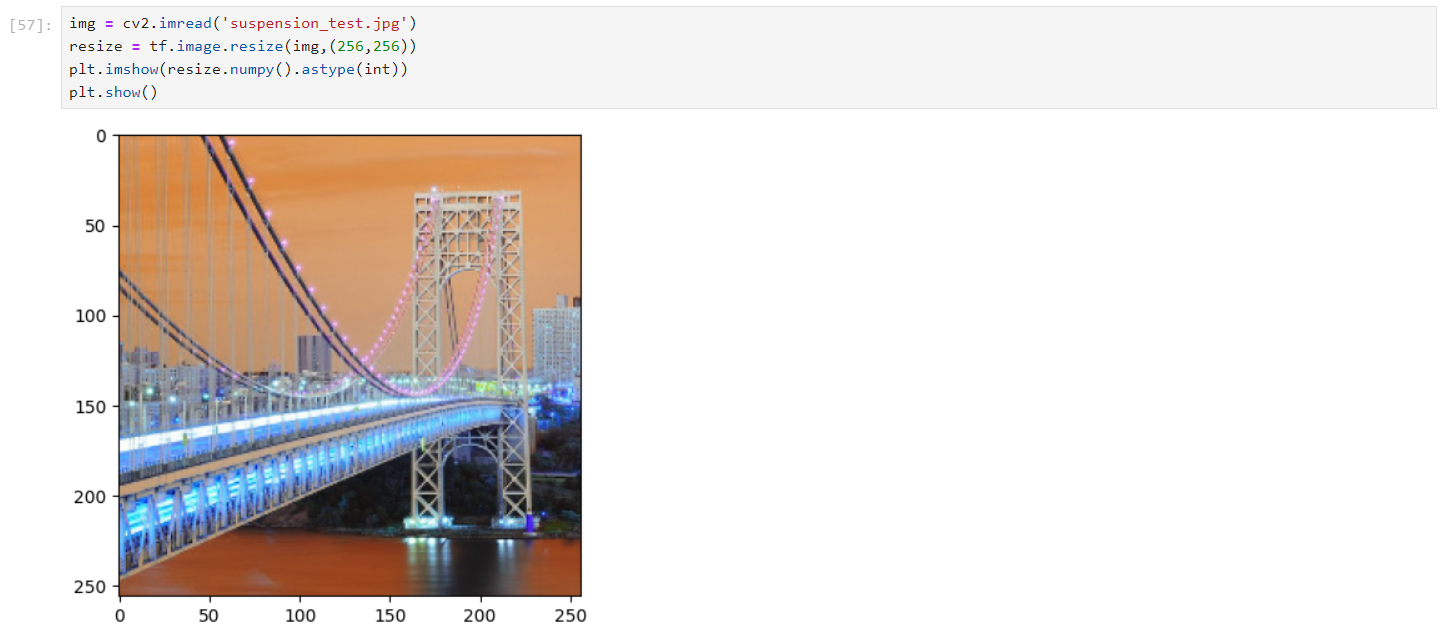 [57]: img = cv2.imread('suspension_test.jpg')
resize = tf.image.resize(img,(256,256))
plt.imshow(resize.numpy().astype(int))
plt.show()
0
50
100
150
200
250
0 50 100 150 200 250